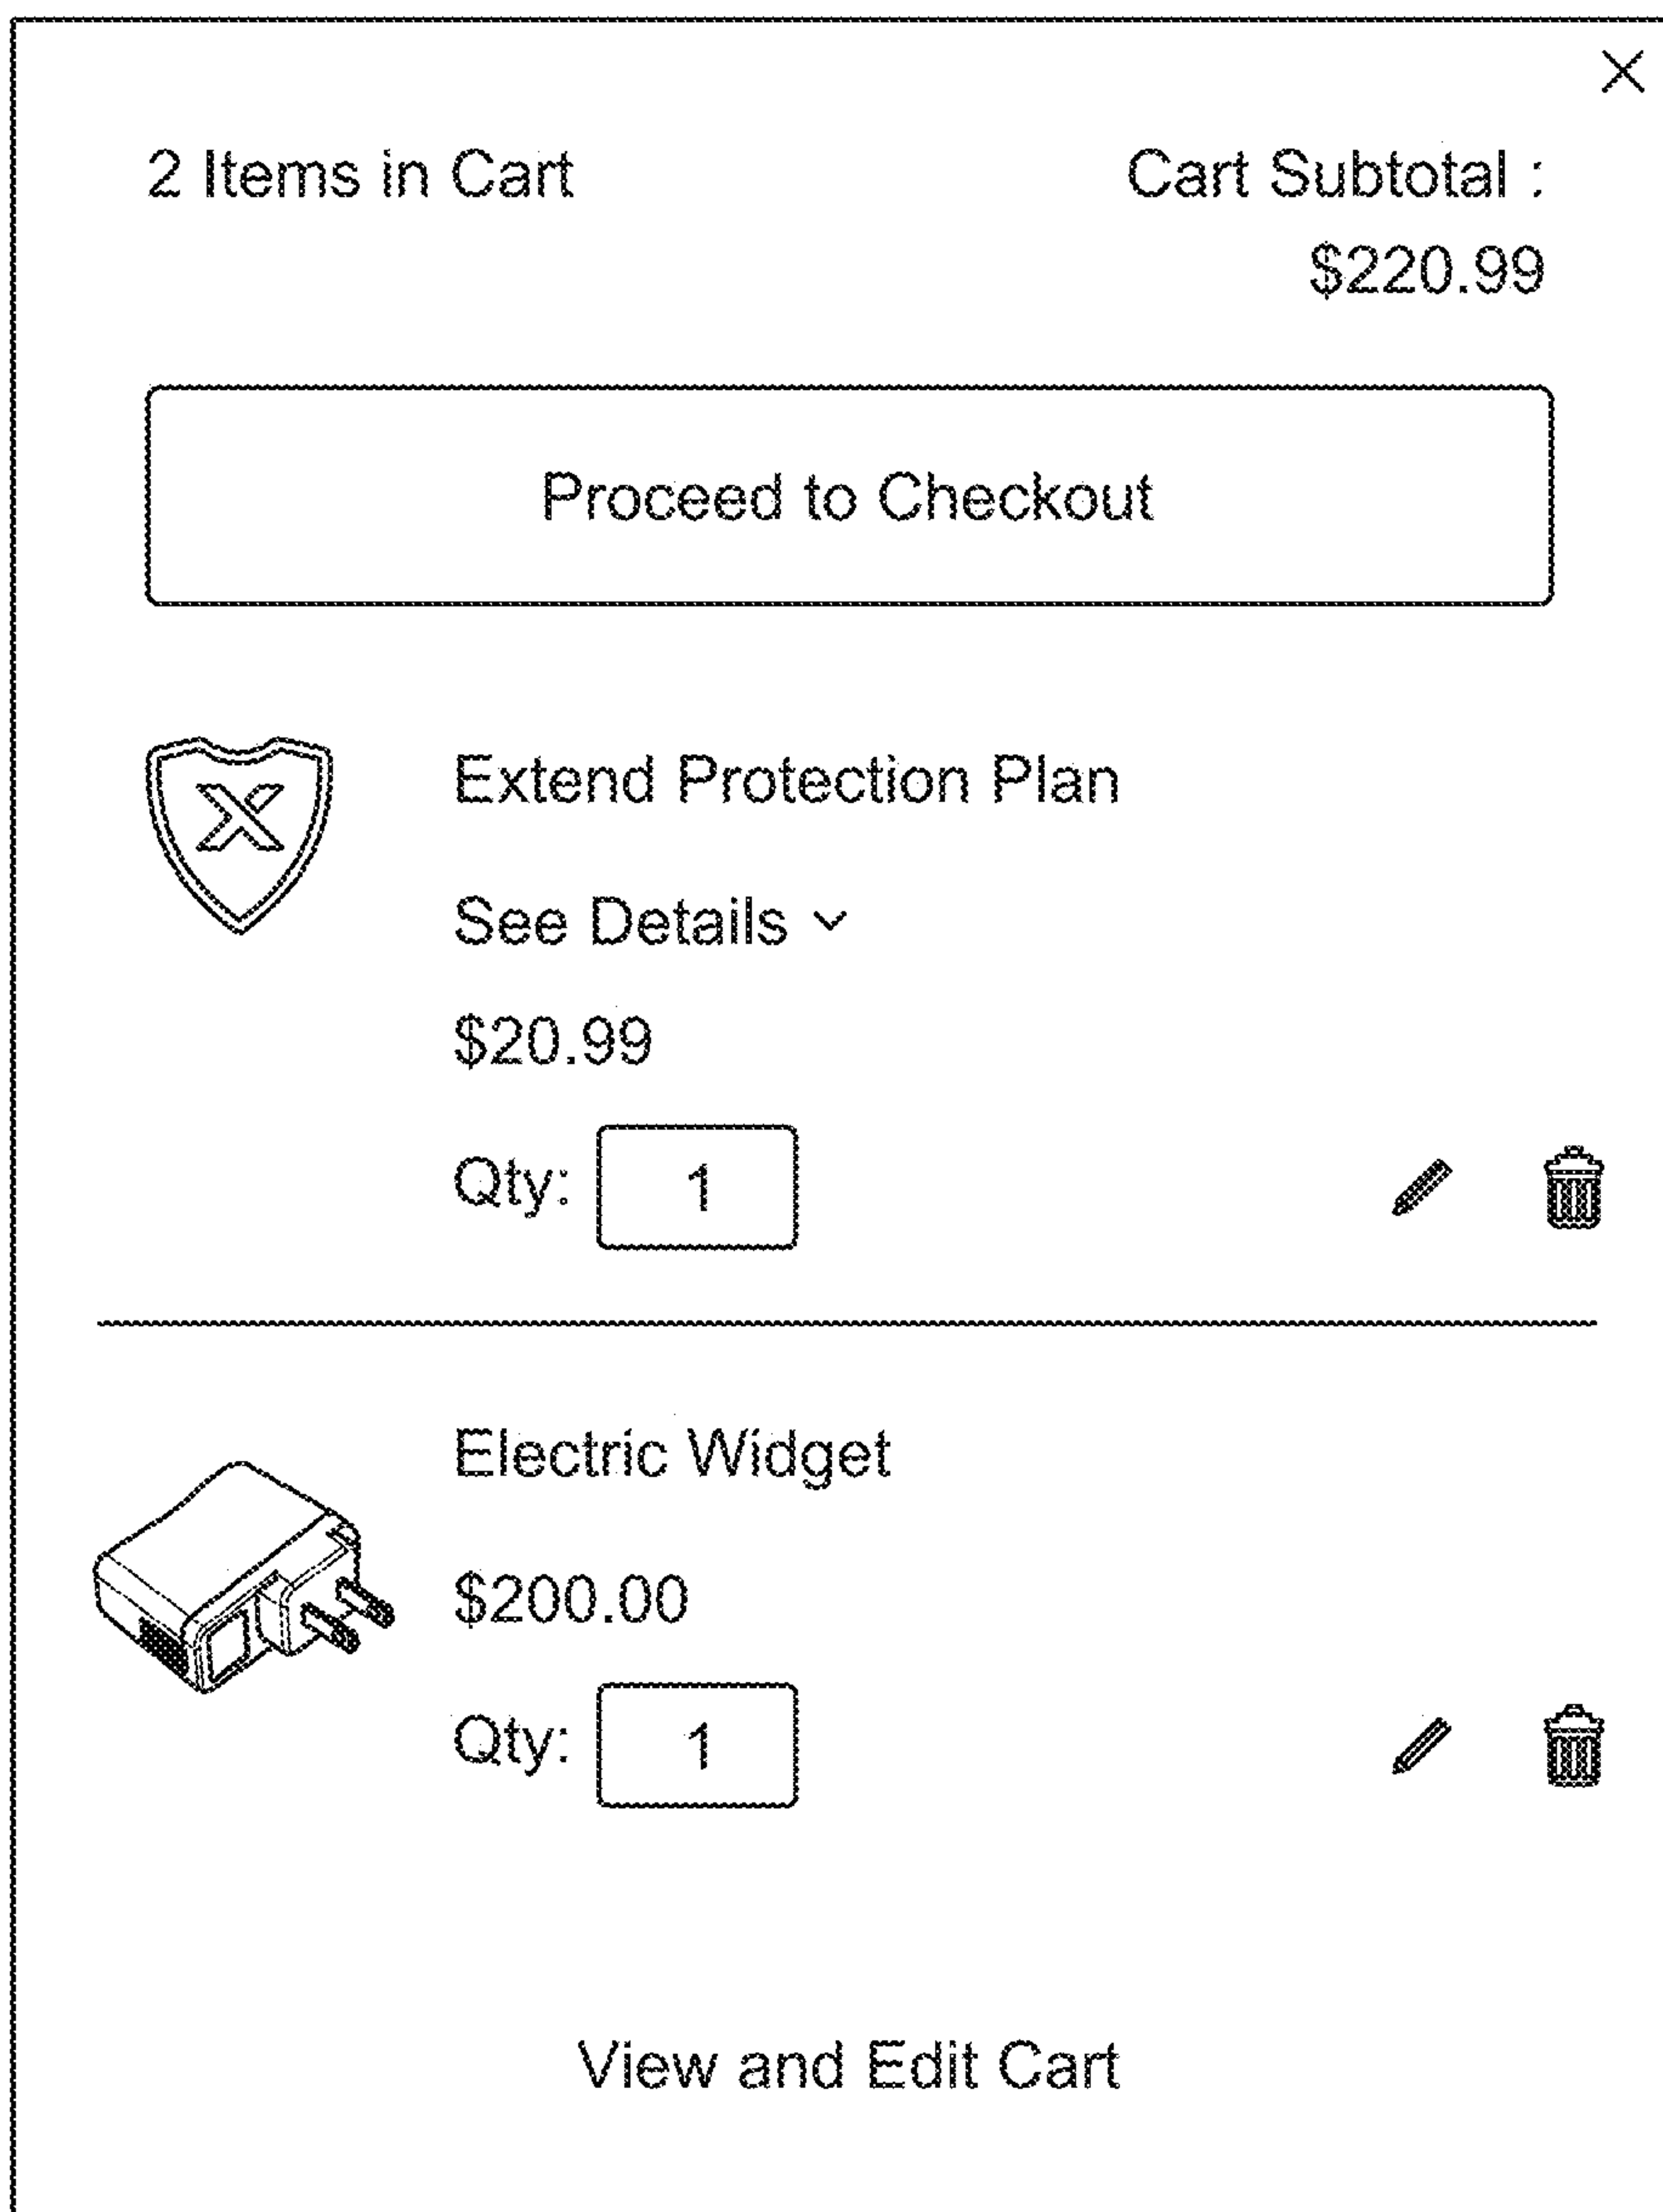 2 Items in Cart
Cart Subtotal :
$220.99
Proceed to Checkout
Extend Protection Plan
See Details
$20.99
Qty: 1
Electric Widget
$200.00
Qty: 1
View and Edit Cart